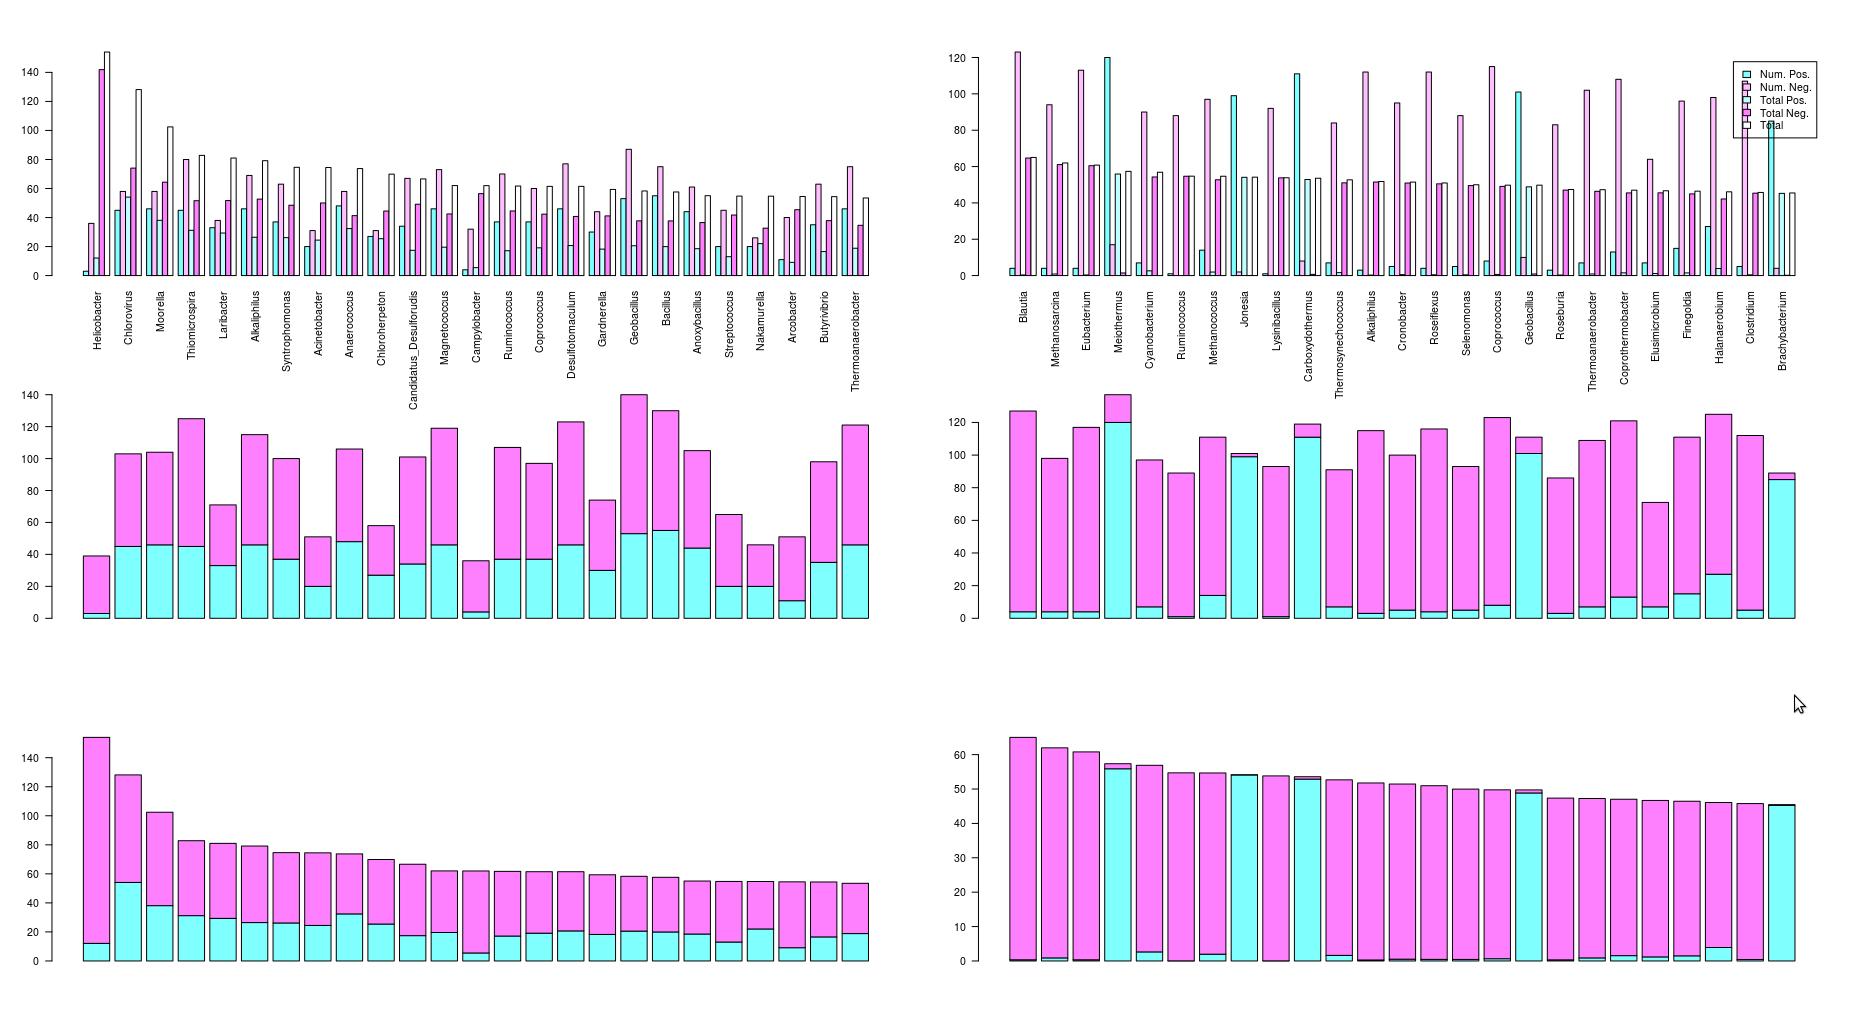 140
120
100
80
60
40
20
0
Helicobacter
Chlorovirus
Moorella
Thiomicrospira
Laribacter
Alkaliphilus
Syntrophomonas
Acinetobacter
Anaerococcus
Chloroherpeton
Candidatus_Desulforudis
Magnetococcus
Campylobacter
Ruminococcus
Coprococcus
Desulfotomaculum
Gardnerella
Geobacillus
Bacillus
Anoxybacillus
Streptococcus
Nakamurella
Arcobacter
Butyrivibrio
Thermoanaerobacter
120
100
80
60
40
20
0
Num. Pos.
Num. Neg.
Total Pos.
Total Neg.
Total
Blautia
Methanosarcina
Eubacterium
Meiothermus
Cyanobacterium
Ruminococcus
Methanococcus
Jonesia
Lysinibacillus
Carboxydothermus
Thermosynechococcus
Alkaliphilus
Cronobacter
Roseiflexus
Selenomonas
Coprococcus
Geobacillus
Roseburia
Thermoanaerobacter
Coprothermobacter
Elusimicrobium
Finegoldia
Halanaerobium
Clostridium
Brachybacterium
140
120
100
80
60
40
20
0
120
100
80
60
40
20
0
140
120
100
80
60
40
20
0
60
50
40
30
20
10
0